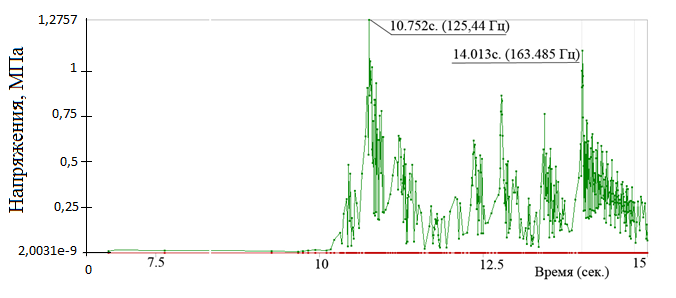 1,2757
10.752с. (125,44 Гц)
14.013с. (163.485 Гц)
1
0,75
0,5
0,25
2,0031e-9
Напряжения, МПа
0
7.5
10
12.5
15
Время (сек.)